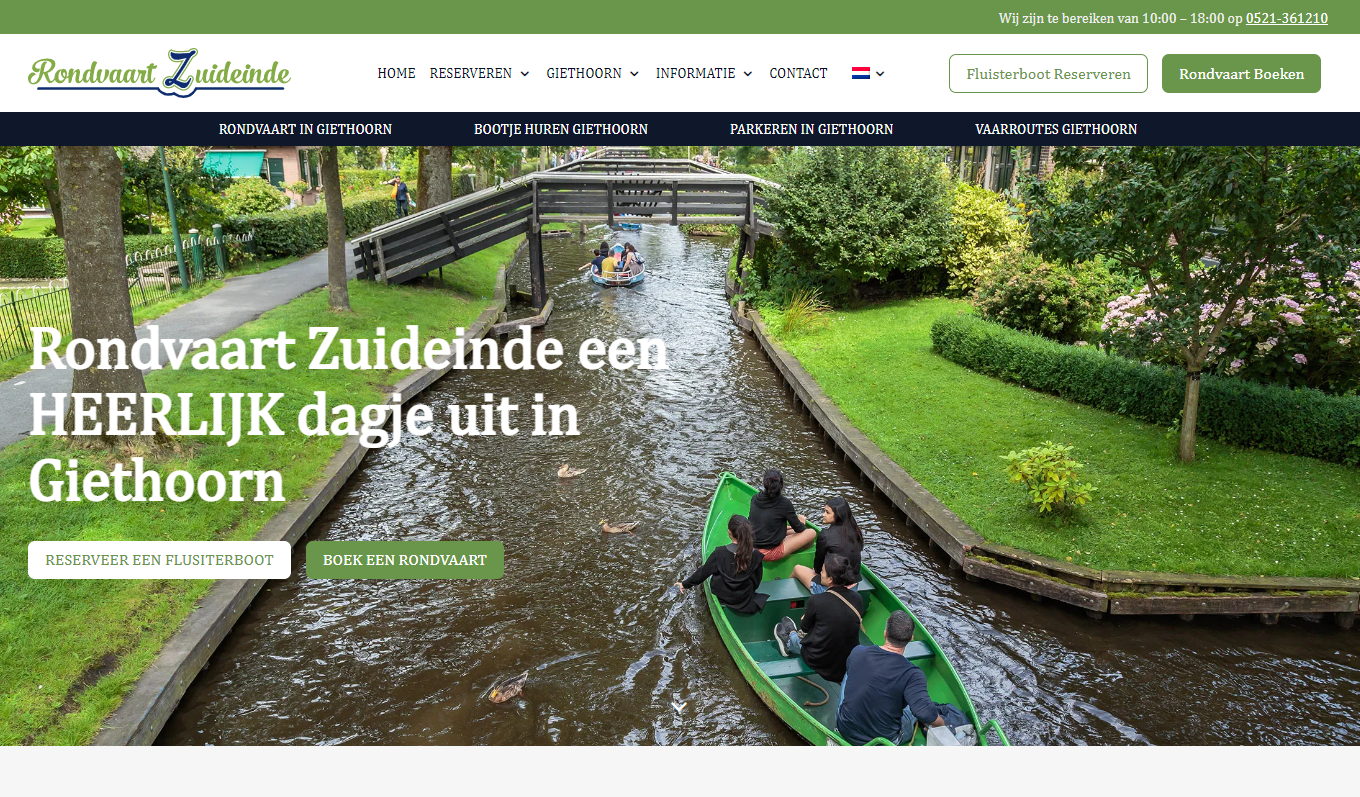 Wij zijn te bereiken van 10:00 – 18:00 op 0521-361210
Rondvaart Zuideinde
HOME RESERVEREN GIETHOORN INFORMATIE CONTACT
Fluisterboot Reserveren
Rondvaart Boeken
RONDVAART IN GIETHOORN BOOTJE HUREN GIETHOORN PARKEREN IN GIETHOORN VAARROUTES GIETHOORN
Rondvaart Zuideinde een
HEERLIJK dagje uit in
Giethoorn
RESERVEER EEN FLUSITERBOOT
BOEK EEN RONDVAART